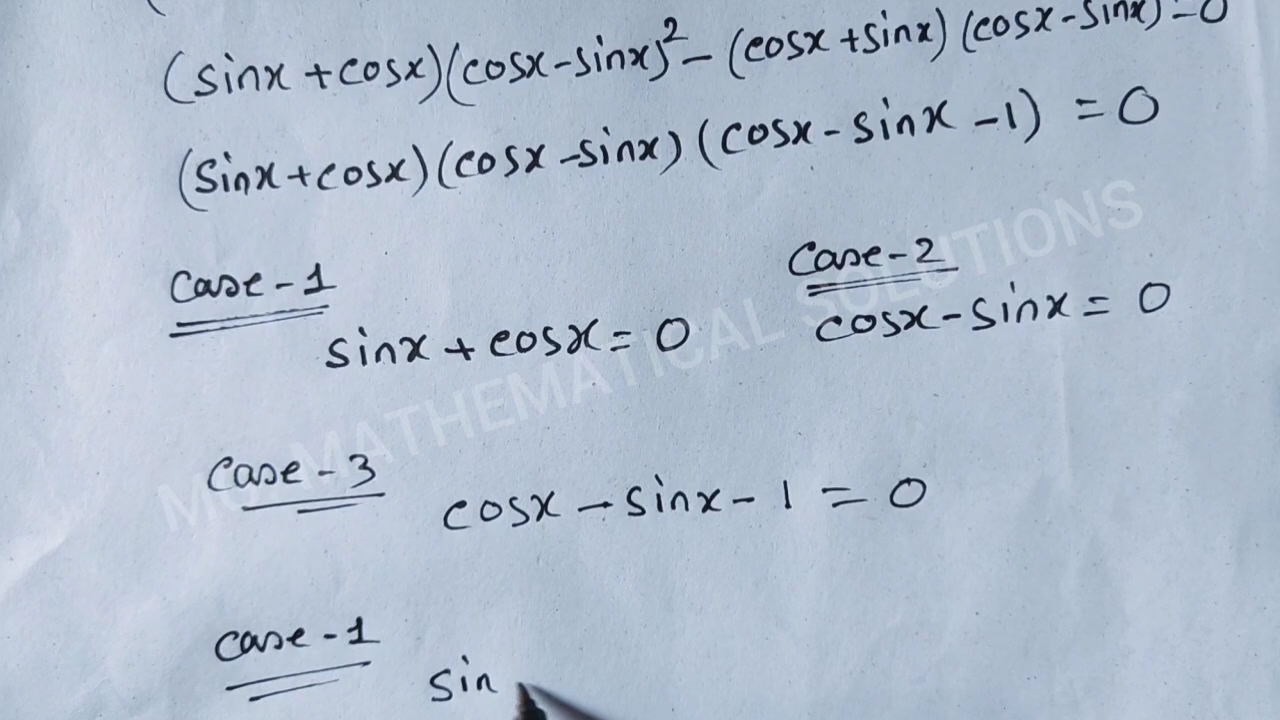 (sinx + cosx)(cosx - sinx)² - (cosx + sinx) (cosx - sinx) = 0
(sinx + cosx)(cosx - sinx) (cosx - sinx - 1) = 0
Case - 1
Case - 2
sinx + cosx = 0
cosx - sinx = 0
MATHEMATICAL SOLUTIONS
Case - 3
cosx - sinx - 1 = 0
Case - 1
sin